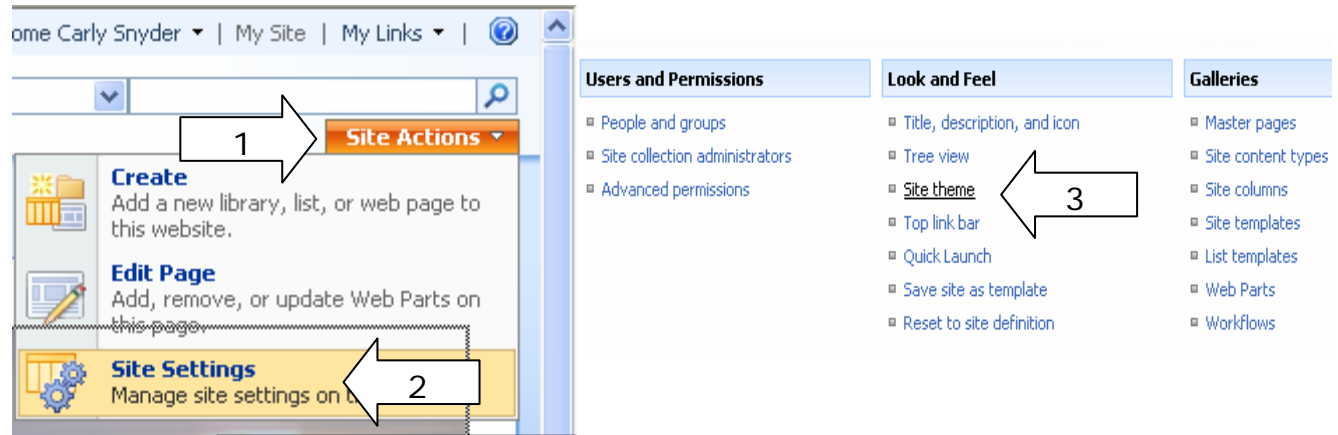 ome Carly Snyder | My Site | My Links |
1
Site Actions
Create
Add a new library, list, or web page to
this website.
Edit Page
Add, remove, or update Web Parts on
this page.
Site Settings
Manage site settings on
2
Users and Permissions
People and groups
Site collection administrators
Advanced permissions
Look and Feel
Title, description, and icon
Tree view
Site theme
3
Top link bar
Quick Launch
Save site as template
Reset to site definition
Galleries
Master pages
Site content types
Site columns
Site templates
List templates
Web Parts
Workflows